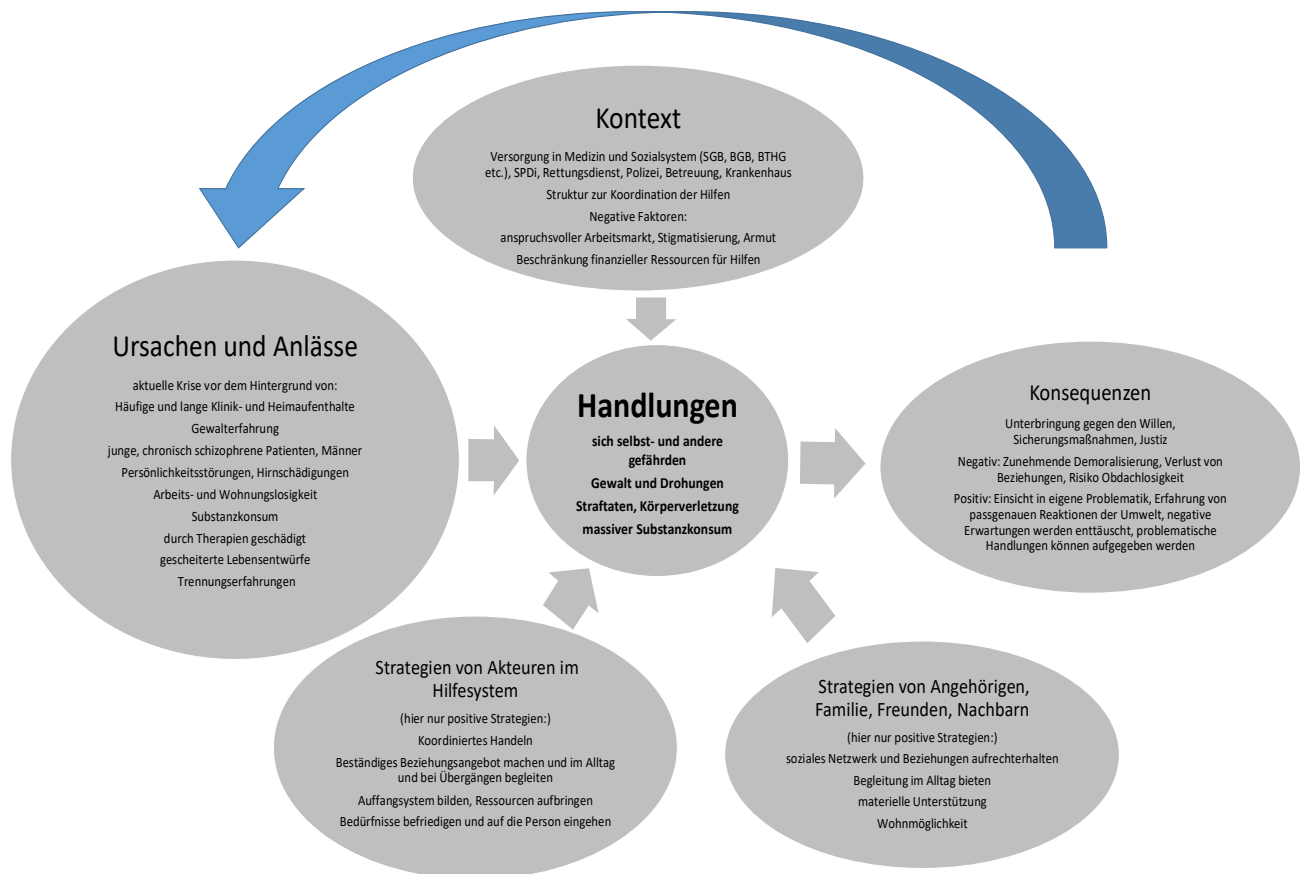 Kontext
Versorgung in Medizin und Sozialsystem (SGB, BGB, BTHG
etc.), SPDi, Rettungsdienst, Polizei, Betreuung, Krankenhaus
Struktur zur Koordination der Hilfen
Negative Faktoren:
anspruchsvoller Arbeitsmarkt, Stigmatisierung, Armut
Beschränkung finanzieller Ressourcen für Hilfen
Ursachen und Anlässe
aktuelle Krise vor dem Hintergrund von:
Häufige und lange Klinik- und Heimaufenthalte
Gewalterfahrung
junge, chronisch schizophrene Patienten, Männer
Persönlichkeitsstörungen, Hirnschädigungen
Arbeits- und Wohnungslosigkeit
Substanzkonsum
durch Therapien geschädigt
gescheiterte Lebensentwürfe
Trennungserfahrungen
Handlungen
sich selbst- und andere
gefährden
Gewalt und Drohungen
Straftaten, Körperverletzung
massiver Substanzkonsum
Konsequenzen
Unterbringung gegen den Willen,
Sicherungsmaßnahmen, Justiz
Negativ: Zunehmende Demoralisierung, Verlust von
Beziehungen, Risiko Obdachlosigkeit
Positiv: Einsicht in eigene Problematik, Erfahrung von
passgenauen Reaktionen der Umwelt, negative
Erwartungen werden enttäuscht, problematische
Handlungen können aufgegeben werden
Strategien von Akteuren im
Hilfesystem
(hier nur positive Strategien:)
Koordiniertes Handeln
Beständiges Beziehungsangebot machen und im Alltag
und bei Übergängen begleiten
Auffangsystem bilden, Ressourcen aufbringen
Bedürfnisse befriedigen und auf die Person eingehen
Strategien von Angehörigen,
Familie, Freunden, Nachbarn
(hier nur positive Strategien:)
soziales Netzwerk und Beziehungen aufrechterhalten
Begleitung im Alltag bieten
materielle Unterstützung
Wohnmöglichkeit